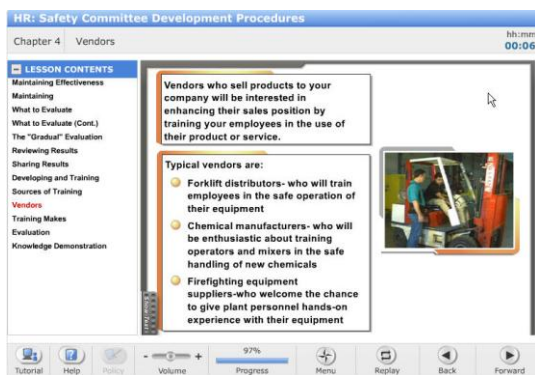 HR: Safety Committee Development Procedures
Chapter 4 Vendors
hh:mm
00:06
LESSON CONTENTS
Maintaining Effectiveness
Maintaining
What to Evaluate
What to Evaluate (Cont.)
The "Gradual" Evaluation
Reviewing Results
Sharing Results
Developing and Training
Sources of Training
Vendors
Training Makes
Evaluation
Knowledge Demonstration
Vendors who sell products to your
company will be interested in
enhancing their sales position by
training your employees in the use of
their product or service.
Typical vendors are:
Forklift distributors- who will train
employees in the safe operation of
their equipment
Chemical manufacturers- who will
be enthusiastic about training
operators and mixers in the safe
handling of new chemicals
Firefighting equipment
suppliers-who welcome the chance
to give plant personnel hands-on
experience with their equipment
- +
97%
Tutorial Help Policy Volume Progress Menu Replay Back Forward